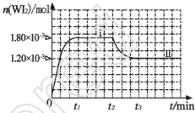 n(WI₂)/mol
1.80×10⁻³
1.20×10⁻³
I
II
0 t₁ t₂ t₃ t/min